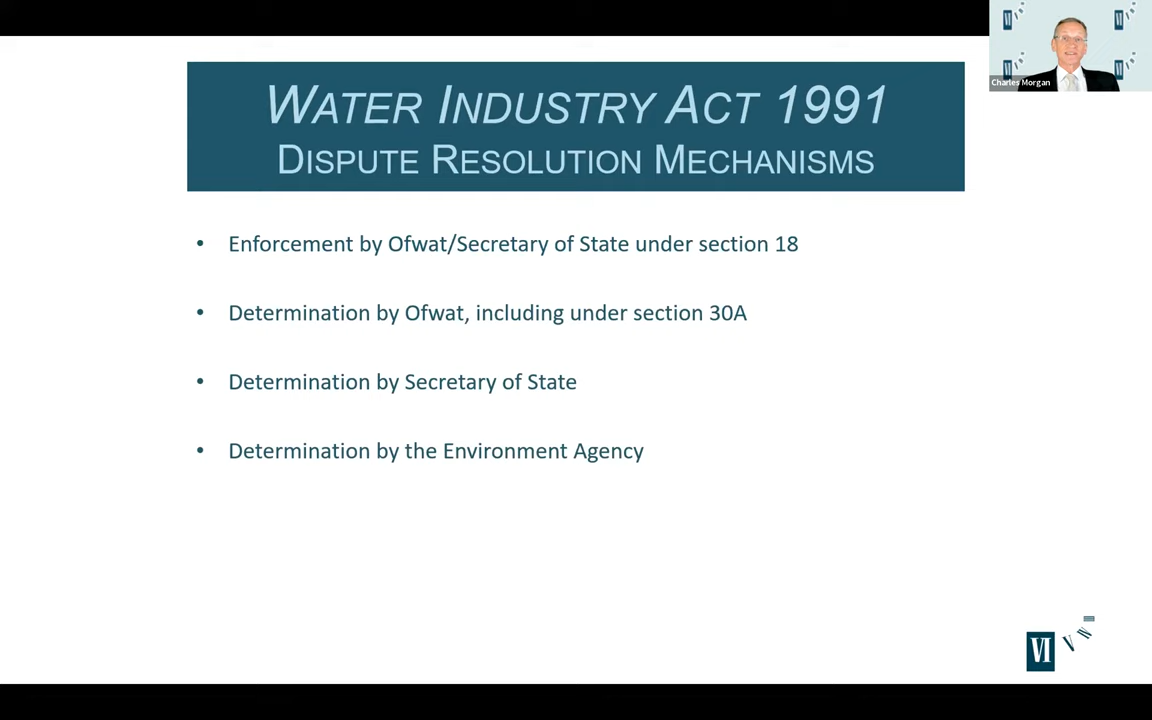 Charles Morgan
WATER INDUSTRY ACT 1991
DISPUTE RESOLUTION MECHANISMS
• Enforcement by Ofwat/Secretary of State under section 18
• Determination by Ofwat, including under section 30A
• Determination by Secretary of State
• Determination by the Environment Agency
VI